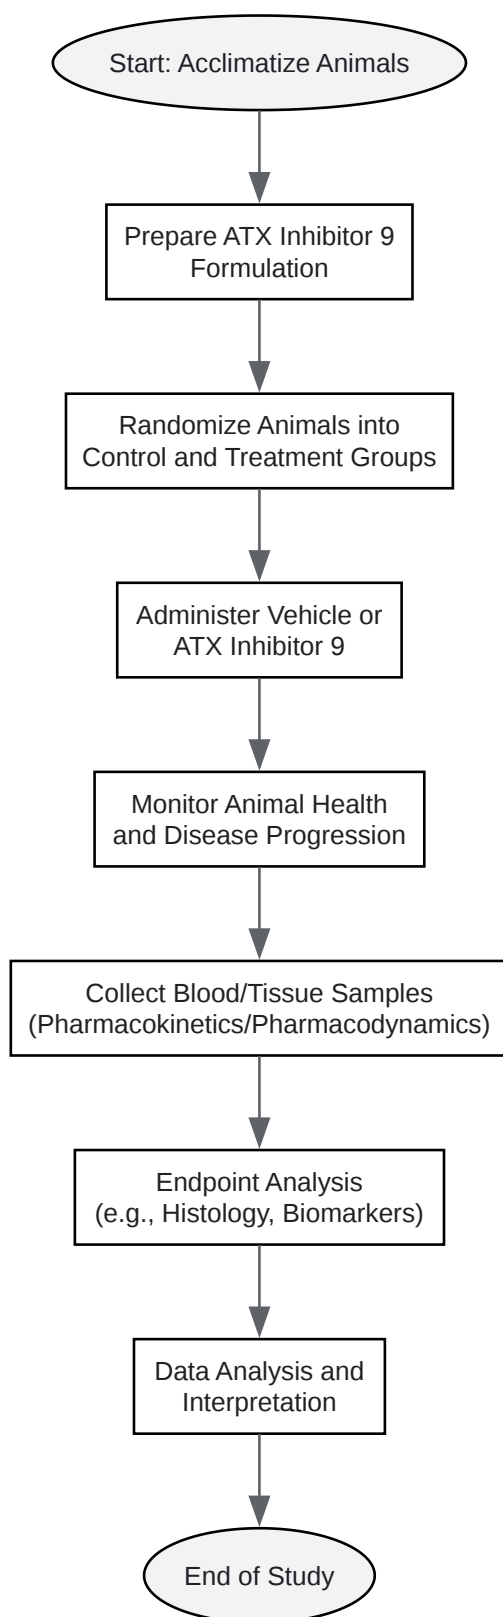 Start: Acclimatize Animals
Prepare ATX Inhibitor 9
Formulation
Randomize Animals into
Control and Treatment Groups
Administer Vehicle or
ATX Inhibitor 9
Monitor Animal Health
and Disease Progression
Collect Blood/Tissue Samples
(Pharmacokinetics/Pharmacodynamics)
Endpoint Analysis
(e.g., Histology, Biomarkers)
Data Analysis and
Interpretation
End of Study